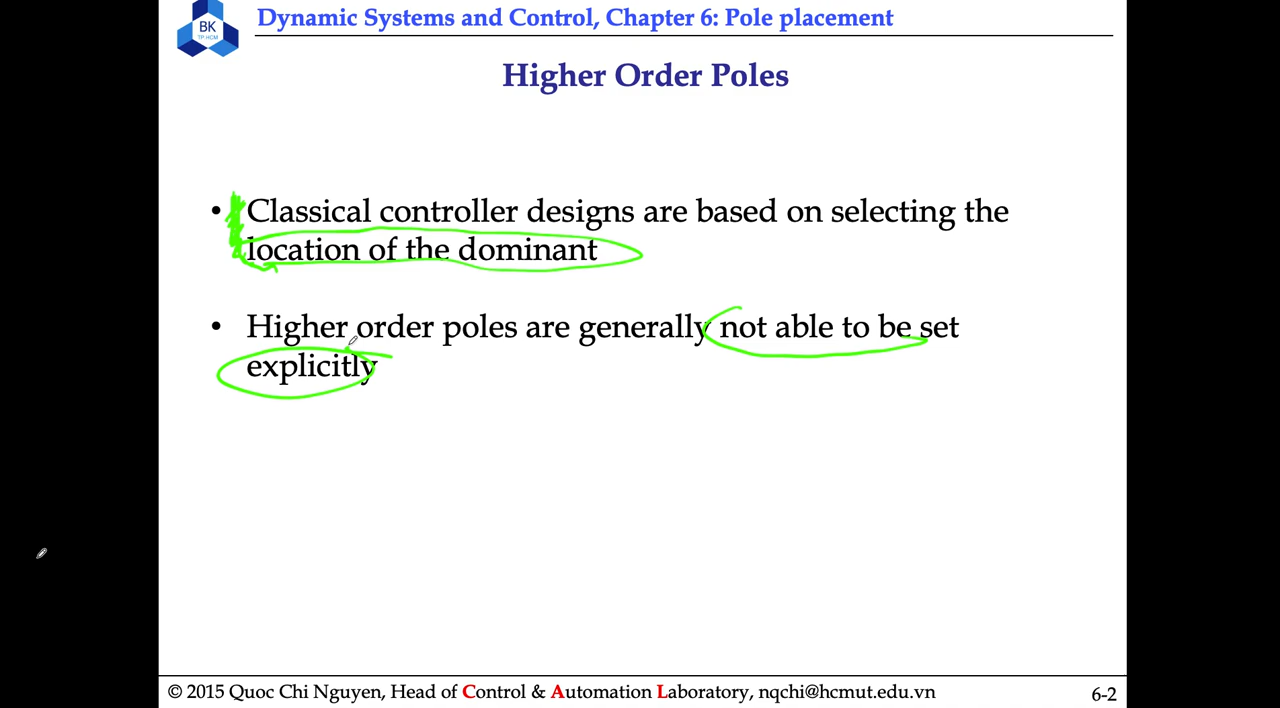 BK
TP.HCM
Dynamic Systems and Control, Chapter 6: Pole placement
Higher Order Poles
• Classical controller designs are based on selecting the
location of the dominant
• Higher order poles are generally not able to be set
explicitly
© 2015 Quoc Chi Nguyen, Head of Control & Automation Laboratory, nqchi@hcmut.edu.vn
6-2